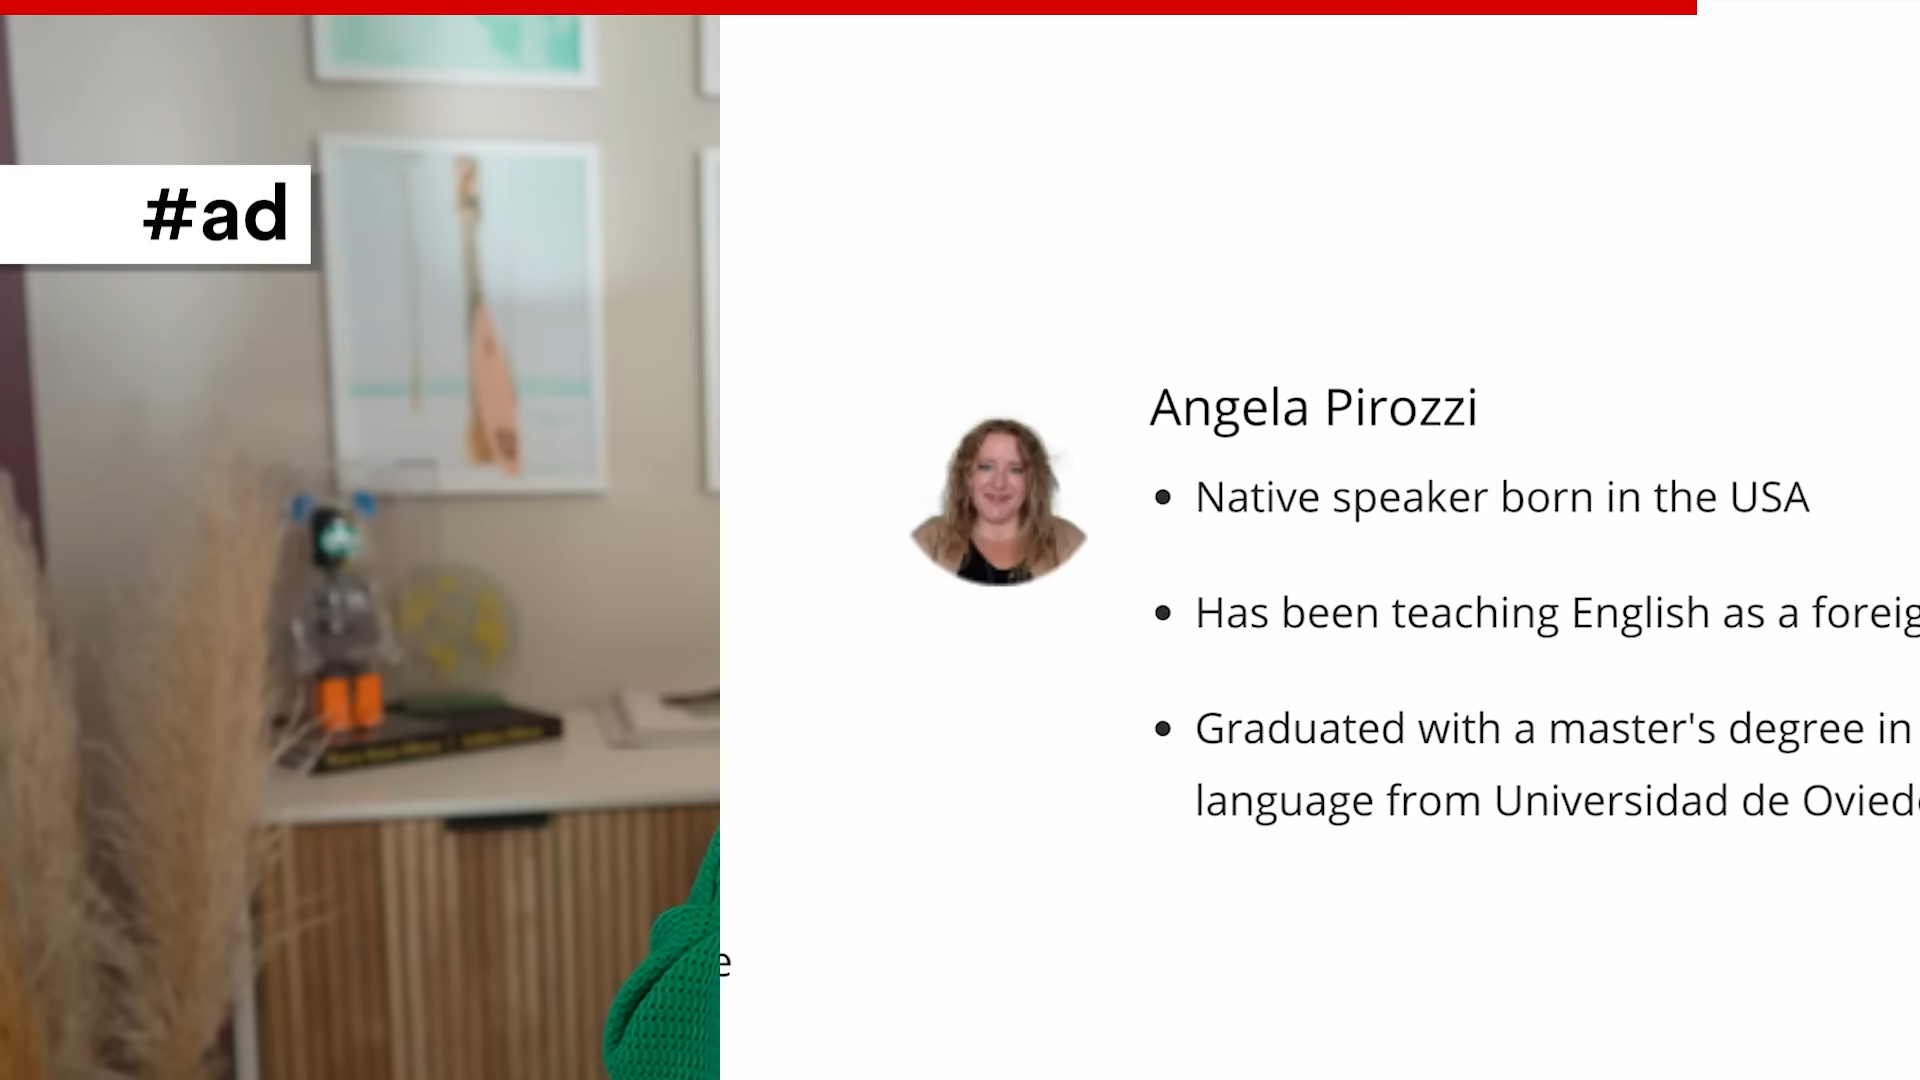 #ad
Angela Pirozzi
• Native speaker born in the USA
• Has been teaching English as a foreig
• Graduated with a master's degree in
language from Universidad de Oviedo
e